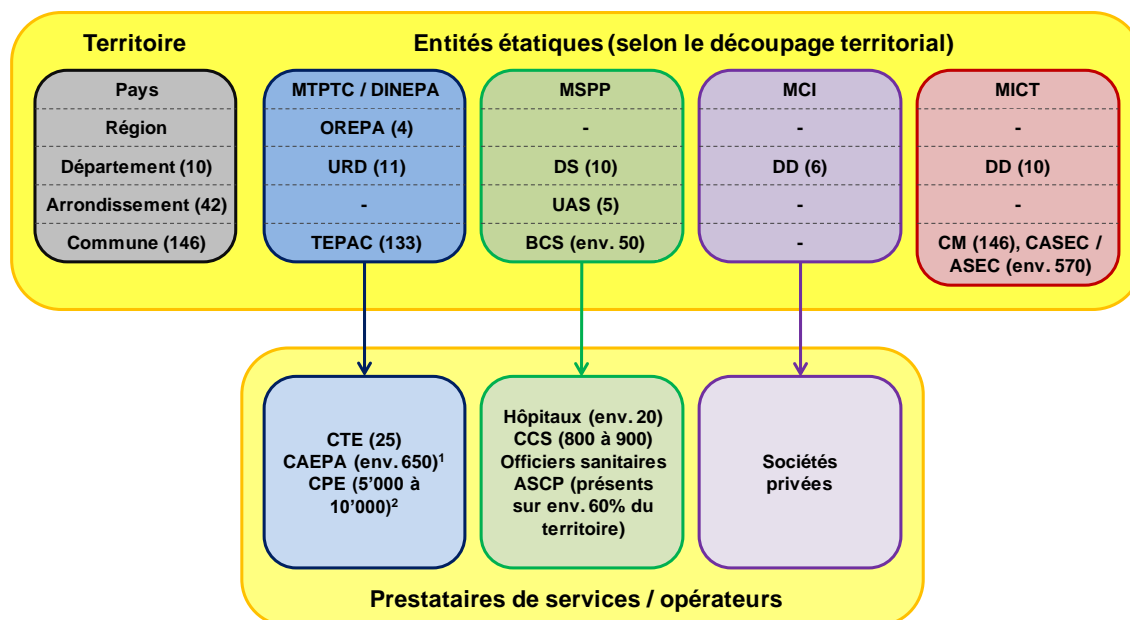 Territoire
Entités étatiques (selon le découpage territorial)
Pays
MTPTC / DINEPA
MSPP
MCI
MICT
Région
OREPA (4)
-
-
-
Département (10)
URD (11)
DS (10)
DD (6)
DD (10)
Arrondissement (42)
-
UAS (5)
-
-
Commune (146)
TEPAC (133)
BCS (env. 50)
-
CM (146), CASEC /
ASEC (env. 570)
CTE (25)
CAEPA (env. 650)¹
CPE (5'000 à
10'000)²
Hôpitaux (env. 20)
CCS (800 à 900)
Officiers sanitaires
ASCP (présents
sur env. 60% du
territoire)
Sociétés
privées
Prestataires de services / opérateurs